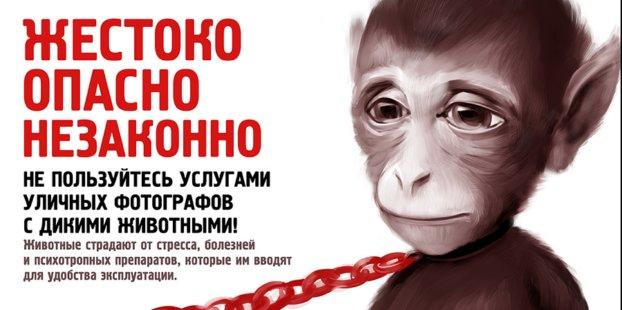 ЖЕСТОКО
ОПАСНО
НЕЗАКОННО
НЕ ПОЛЬЗУЙТЕСЬ УСЛУГАМИ
УЛИЧНЫХ ФОТОГРАФОВ
С ДИКИМИ ЖИВОТНЫМИ!
Животные страдают от стресса, болезней
и психотропных препаратов, которые им вводят
для удобства эксплуатации.